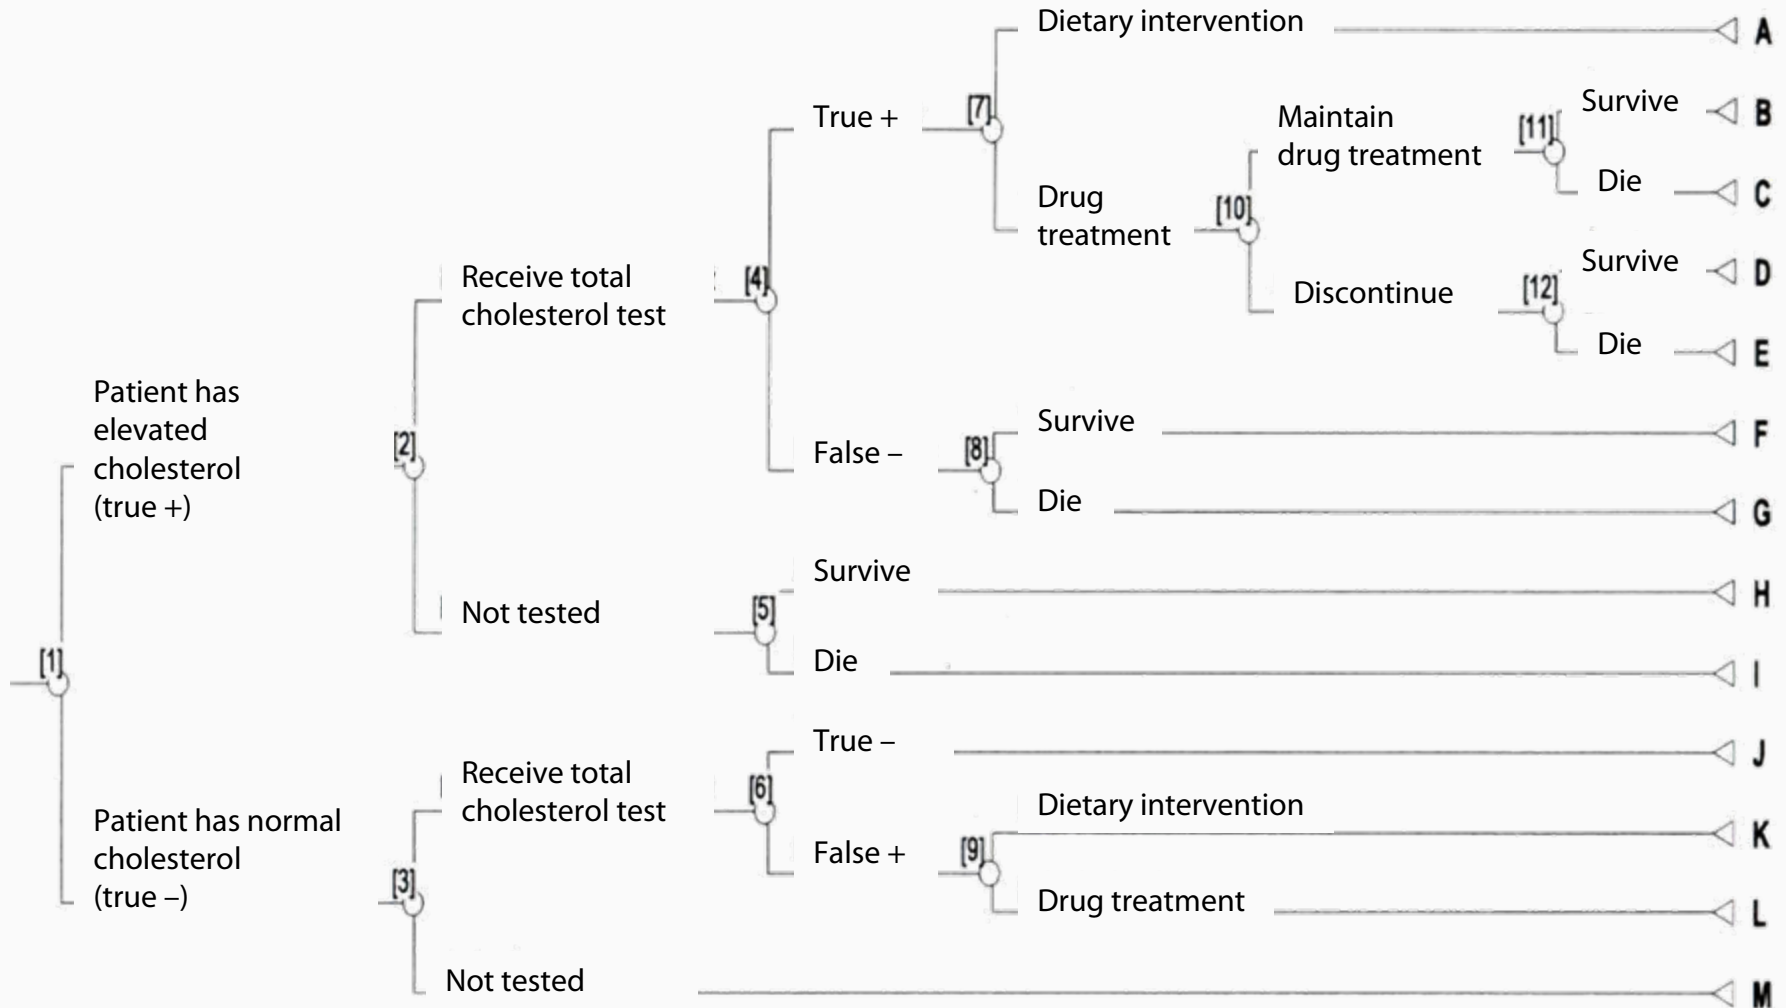 Dietary intervention
A
[7]
True +
Maintain
drug treatment
[11]
Survive
B
Die
C
Drug
treatment
[10]
Discontinue
[12]
Survive
D
Die
E
Receive total
cholesterol test
[4]
Patient has
elevated
cholesterol
(true +)
[2]
False –
[8]
Survive
F
Die
G
Not tested
[5]
Survive
H
Die
I
[1]
Receive total
cholesterol test
[6]
True –
J
Patient has normal
cholesterol
(true –)
[3]
False +
[9]
Dietary intervention
K
Drug treatment
L
Not tested
M